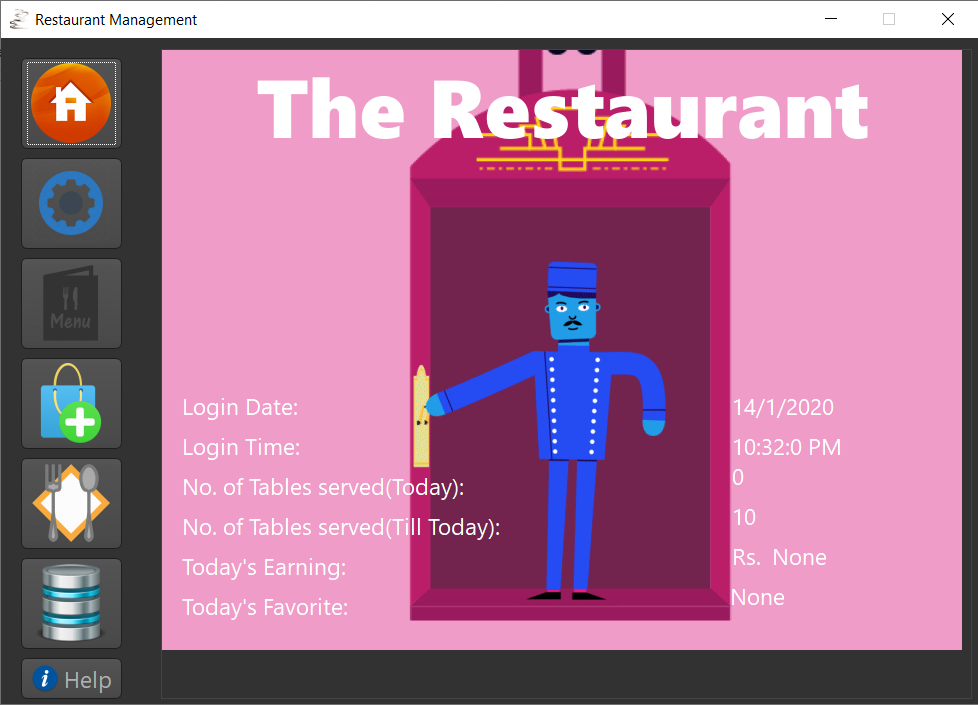 Restaurant Management
The Restaurant
Menu
Login Date: 14/1/2020
Login Time: 10:32:0 PM
No. of Tables served(Today): 0
No. of Tables served(Till Today): 10
Today's Earning: Rs. None
Today's Favorite: None
i Help